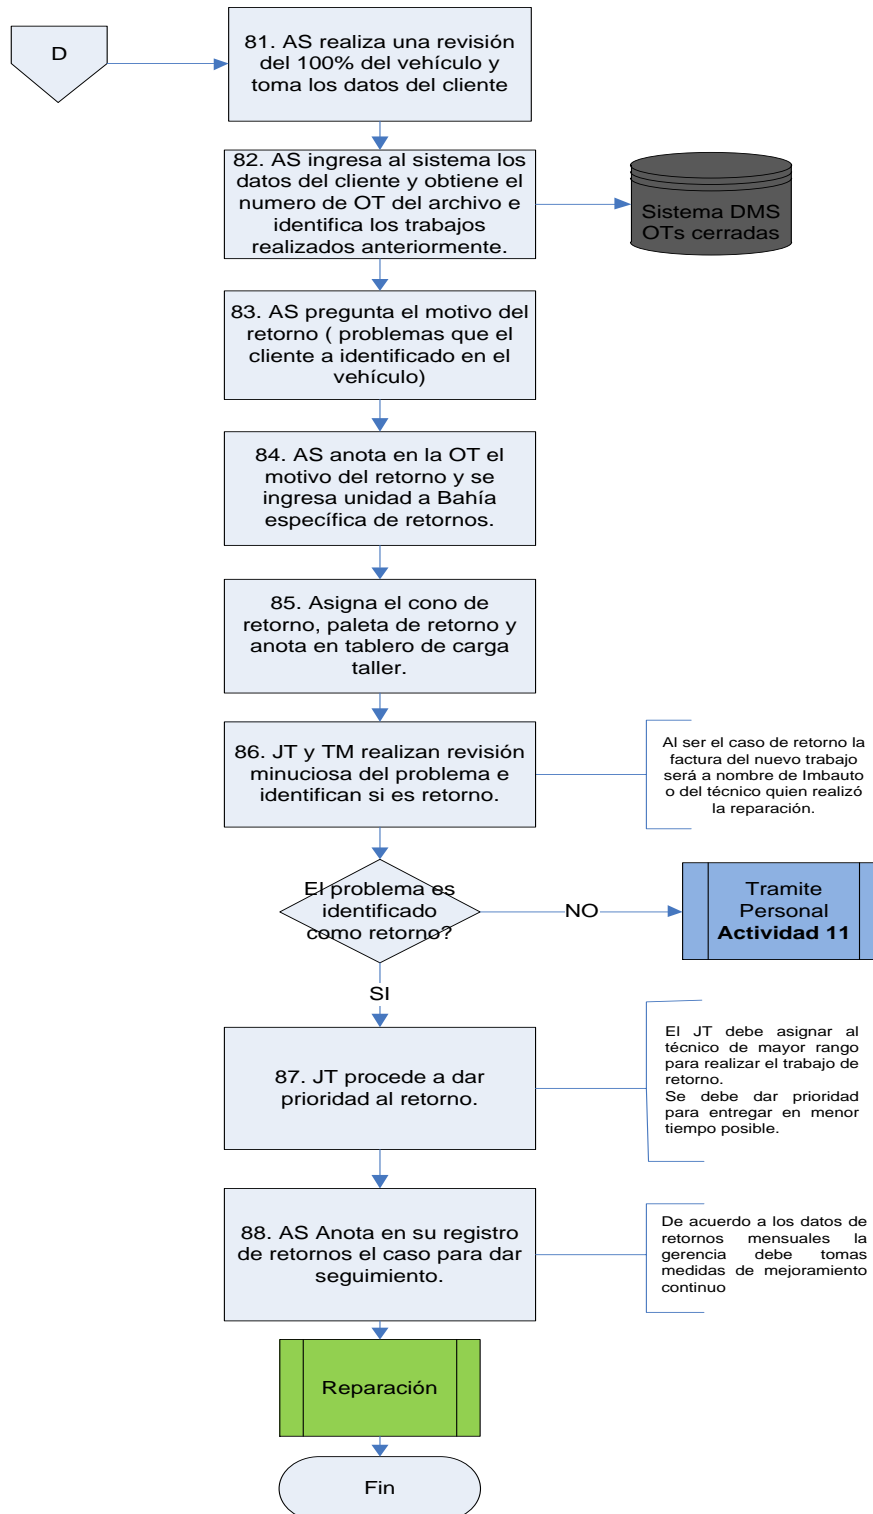 D
81. AS realiza una revisión
del 100% del vehículo y
toma los datos del cliente
82. AS ingresa al sistema los
datos del cliente y obtiene el
numero de OT del archivo e
identifica los trabajos
realizados anteriormente.
Sistema DMS
OTs cerradas
83. AS pregunta el motivo del
retorno ( problemas que el
cliente a identificado en el
vehículo)
84. AS anota en la OT el
motivo del retorno y se
ingresa unidad a Bahía
específica de retornos.
85. Asigna el cono de
retorno, paleta de retorno y
anota en tablero de carga
taller.
86. JT y TM realizan revisión
minuciosa del problema e
identifican si es retorno.
Al ser el caso de retorno la
factura del nuevo trabajo
será a nombre de Imbauto
o del técnico quien realizó
la reparación.
El problema es
identificado
como retorno?
NO
Tramite
Personal
Actividad 11
SI
87. JT procede a dar
prioridad al retorno.
El JT debe asignar al
técnico de mayor rango
para realizar el trabajo de
retorno.
Se debe dar prioridad
para entregar en menor
tiempo posible.
88. AS Anota en su registro
de retornos el caso para dar
seguimiento.
De acuerdo a los datos de
retornos mensuales la
gerencia debe tomas
medidas de mejoramiento
continuo
Reparación
Fin